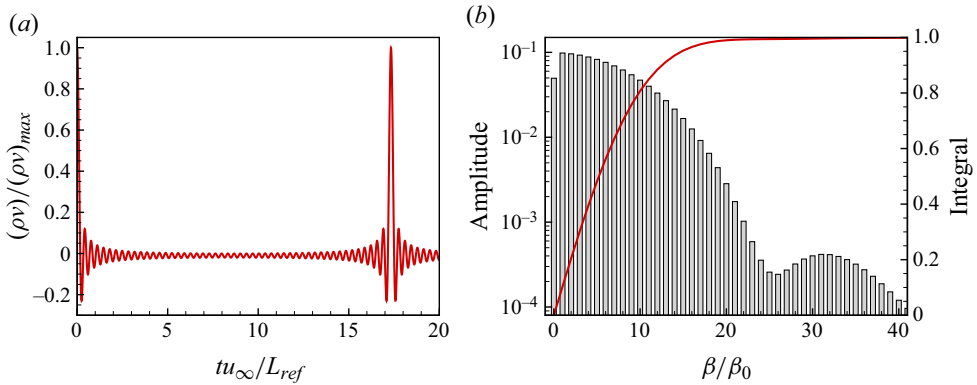 (a)
(ρv)/(ρv)max
1.0
0.8
0.6
0.4
0.2
0
–0.2
0 5 10 15 20
tu∞/Lref
(b)
Amplitude
10⁻¹
10⁻²
10⁻³
10⁻⁴
0 10 20 30 40
β/β₀
1.0
0.8
0.6
0.4
0.2
0
Integral